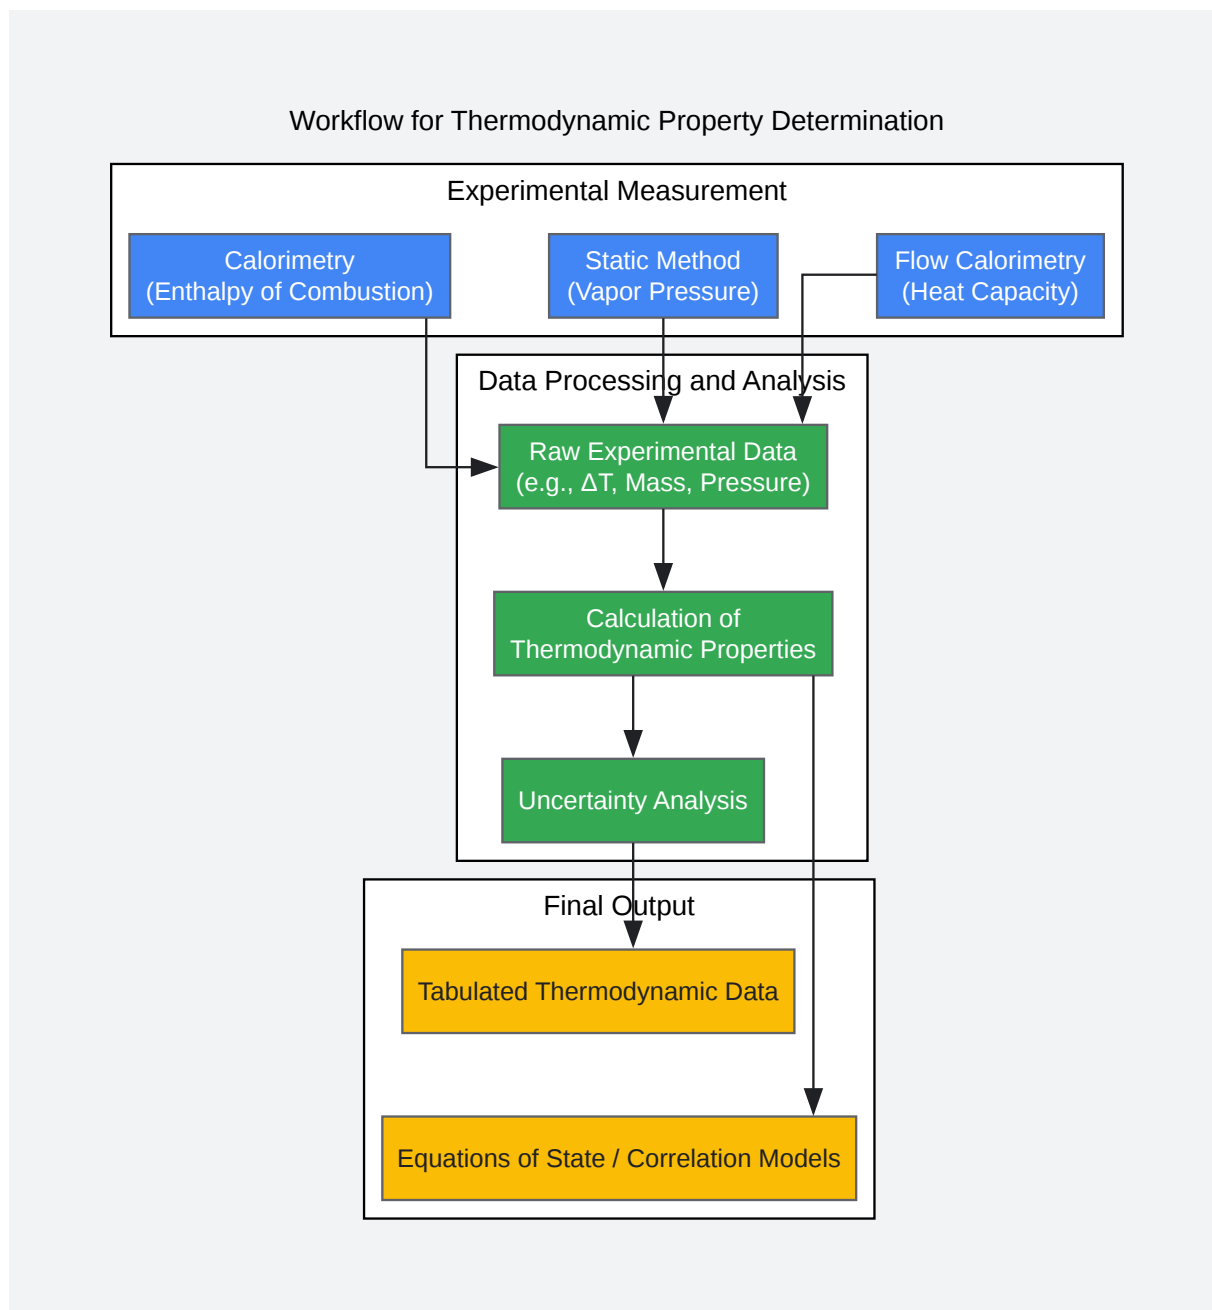 Workflow for Thermodynamic Property Determination
Experimental Measurement
Calorimetry
(Enthalpy of Combustion)
Static Method
(Vapor Pressure)
Flow Calorimetry
(Heat Capacity)
Data Processing and Analysis
Raw Experimental Data
(e.g., ΔT, Mass, Pressure)
Calculation of
Thermodynamic Properties
Uncertainty Analysis
Final Output
Tabulated Thermodynamic Data
Equations of State / Correlation Models